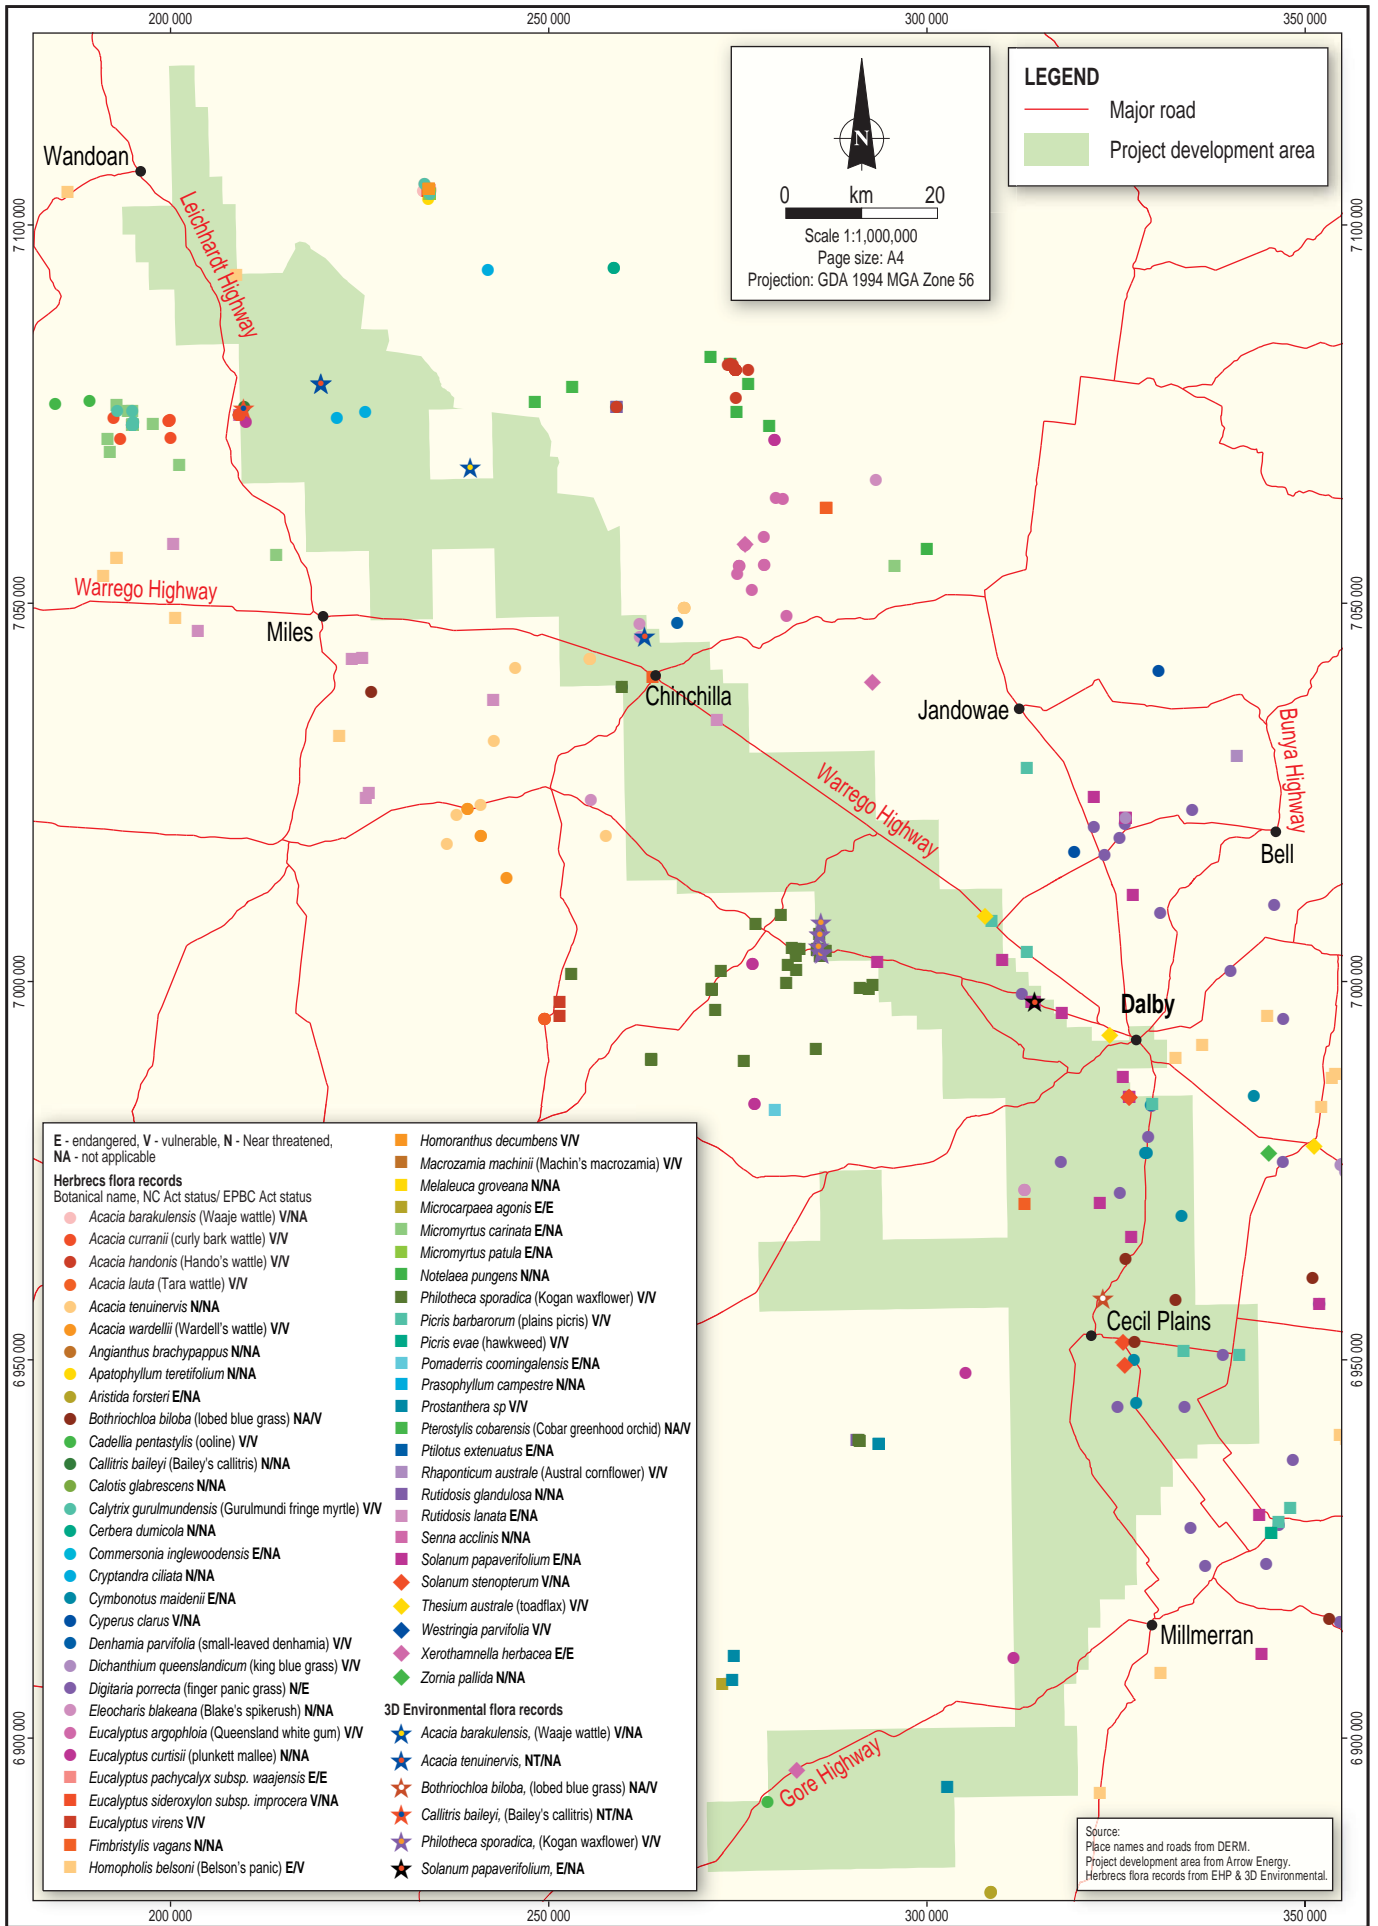 200 000
250 000
300 000
350 000
LEGEND
Major road
Project development area
N
0 km 20
Scale 1:1,000,000
Page size: A4
Projection: GDA 1994 MGA Zone 56
Wandoan
Leichhardt Highway
7 100 000
7 100 000
Warrego Highway
Miles
7 050 000
7 050 000
Chinchilla
Jandowae
Bunya Highway
Warrego Highway
Bell
7 000 000
7 000 000
Dalby
Cecil Plains
6 950 000
6 950 000
Millmerran
6 900 000
6 900 000
Gore Highway
E - endangered, V - vulnerable, N - Near threatened,
NA - not applicable
Herbrecs flora records
Botanical name, NC Act status/ EPBC Act status
Acacia barakulensis (Waaje wattle) V/NA
Acacia curranii (curly bark wattle) V/V
Acacia handonis (Hando's wattle) V/V
Acacia lauta (Tara wattle) V/V
Acacia tenuinervis N/NA
Acacia wardellii (Wardell's wattle) V/V
Angianthus brachypappus N/NA
Apatophyllum teretifolium N/NA
Aristida forsteri E/NA
Bothriochloa biloba (lobed blue grass) NA/V
Cadellia pentastylis (ooline) V/V
Callitris baileyi (Bailey's callitris) N/NA
Calotis glabrescens N/NA
Calytrix gurulmundensis (Gurulmundi fringe myrtle) V/V
Cerbera dumicola N/NA
Commersonia inglewoodensis E/NA
Cryptandra ciliata N/NA
Cymbonotus maidenii E/NA
Cyperus clarus V/NA
Denhamia parvifolia (small-leaved denhamia) V/V
Dichanthium queenslandicum (king blue grass) V/V
Digitaria porrecta (finger panic grass) N/E
Eleocharis blakeana (Blake's spikerush) N/NA
Eucalyptus argophloia (Queensland white gum) V/V
Eucalyptus curtisii (plunkett mallee) N/NA
Eucalyptus pachycalyx subsp. waajensis E/E
Eucalyptus sideroxylon subsp. improcera V/NA
Eucalyptus virens V/V
Fimbristylis vagans N/NA
Homopholis belsoni (Belson's panic) E/V
Homoranthus decumbens V/V
Macrozamia machinii (Machin's macrozamia) V/V
Melaleuca groveana N/NA
Microcarpaea agonis E/E
Micromyrtus carinata E/NA
Micromyrtus patula E/NA
Notelaea pungens N/NA
Philotheca sporadica (Kogan waxflower) V/V
Picris barbarorum (plains picris) V/V
Picris evae (hawkweed) V/V
Pomaderris coomingalensis E/NA
Prasophyllum campestre N/NA
Prostanthera sp V/V
Pterostylis cobarensis (Cobar greenhood orchid) NA/V
Ptilotus extenuatus E/NA
Rhaponticum australe (Austral cornflower) V/V
Rutidosis glandulosa N/NA
Rutidosis lanata E/NA
Senna acclinis N/NA
Solanum papaverifolium E/NA
Solanum stenopterum V/NA
Thesium australe (toadflax) V/V
Westringia parvifolia V/V
Xerothamnella herbacea E/E
Zornia pallida N/NA
3D Environmental flora records
Acacia barakulensis, (Waaje wattle) V/NA
Acacia tenuinervis, NT/NA
Bothriochloa biloba, (lobed blue grass) NA/V
Callitris baileyi, (Bailey's callitris) NT/NA
Philotheca sporadica, (Kogan waxflower) V/V
Solanum papaverifolium, E/NA
Source:
Place names and roads from DERM.
Project development area from Arrow Energy.
Herbrecs flora records from EHP & 3D Environmental.
200 000
250 000
300 000
350 000